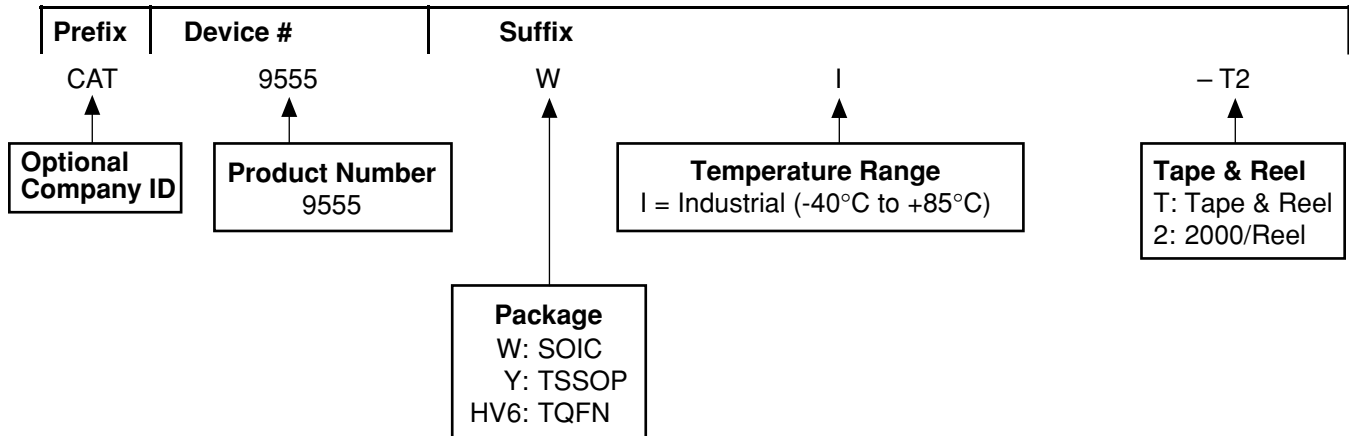 Prefix Device # Suffix
CAT 9555 W I – T2
Optional
Company ID
Product Number
9555
Temperature Range
I = Industrial (-40°C to +85°C)
Tape & Reel
T: Tape & Reel
2: 2000/Reel
Package
W: SOIC
Y: TSSOP
HV6: TQFN